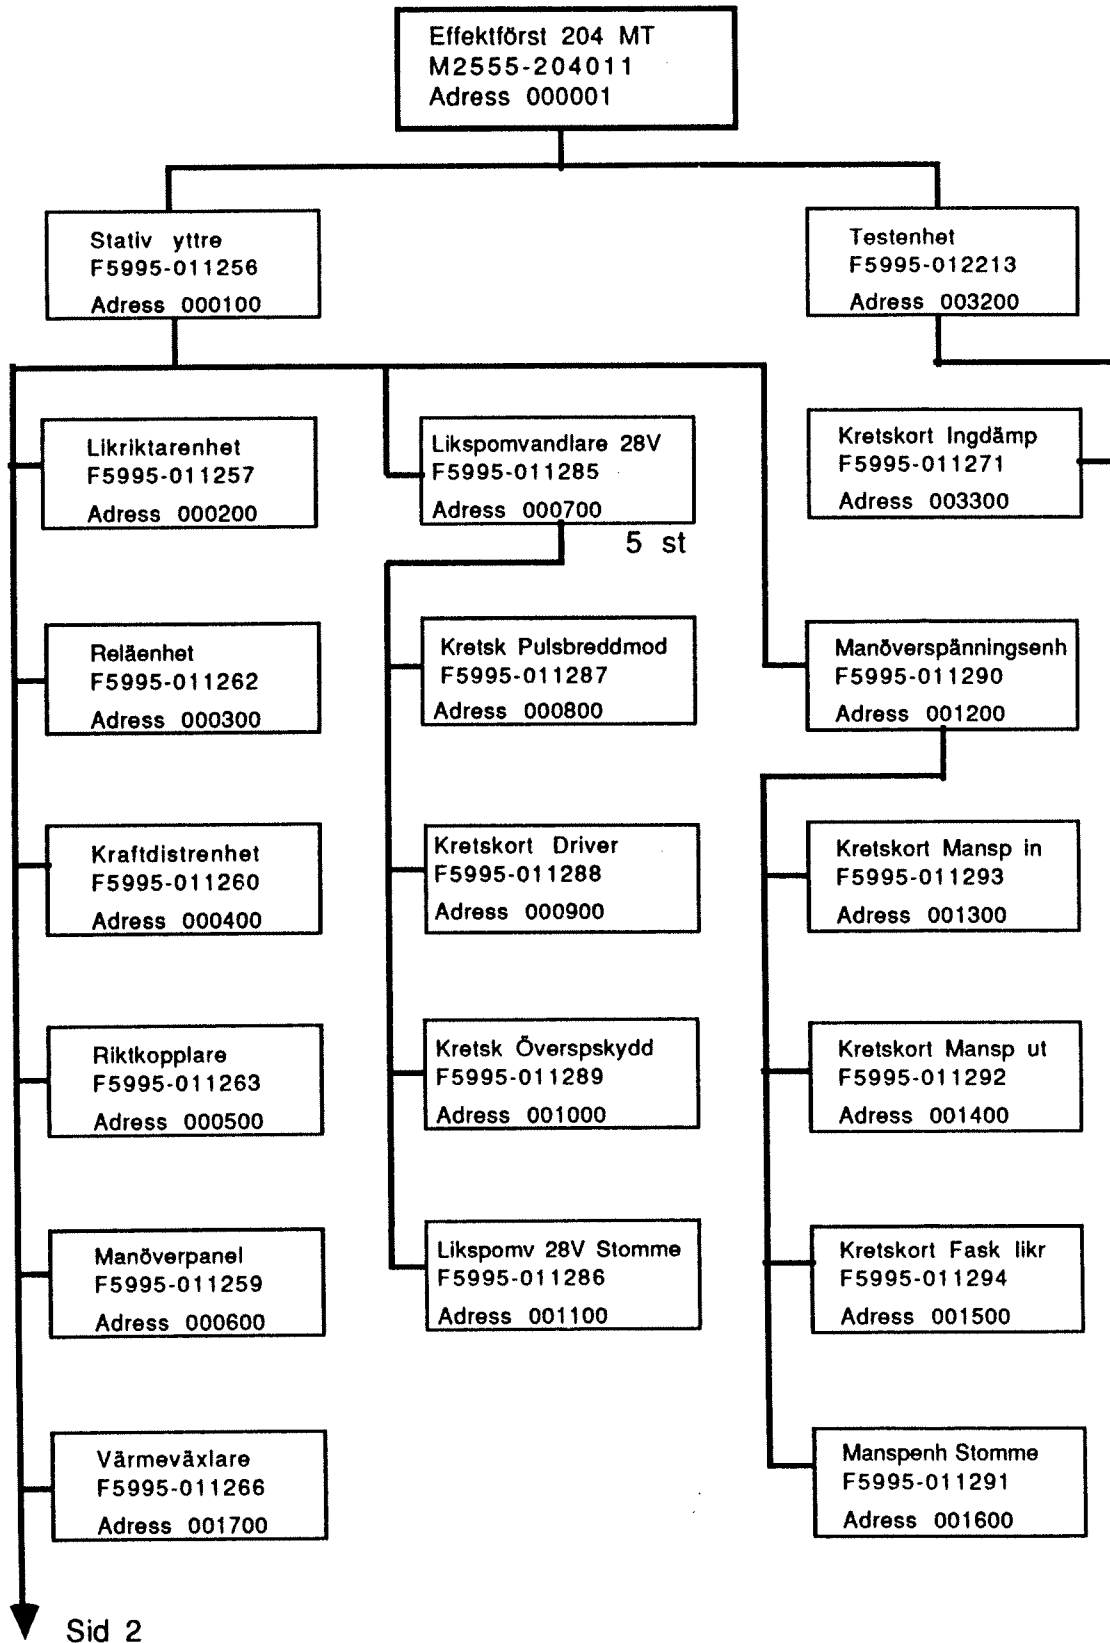 Effektförst 204 MT
M2555-204011
Adress 000001
Stativ yttre
F5995-011256
Adress 000100
Testenhet
F5995-012213
Adress 003200
Likriktarenhet
F5995-011257
Adress 000200
Likspomvandlare 28V
F5995-011285
Adress 000700
5 st
Kretskort Ingdämp
F5995-011271
Adress 003300
Reläenhet
F5995-011262
Adress 000300
Kretsk Pulsbreddmod
F5995-011287
Adress 000800
Manöverspänningsenh
F5995-011290
Adress 001200
Kraftdistrenhet
F5995-011260
Adress 000400
Kretskort Driver
F5995-011288
Adress 000900
Kretskort Mansp in
F5995-011293
Adress 001300
Riktkopplare
F5995-011263
Adress 000500
Kretsk Överspskydd
F5995-011289
Adress 001000
Kretskort Mansp ut
F5995-011292
Adress 001400
Manöverpanel
F5995-011259
Adress 000600
Likspomv 28V Stomme
F5995-011286
Adress 001100
Kretskort Fask likr
F5995-011294
Adress 001500
Värmeväxlare
F5995-011266
Adress 001700
Manspenh Stomme
F5995-011291
Adress 001600
Sid 2